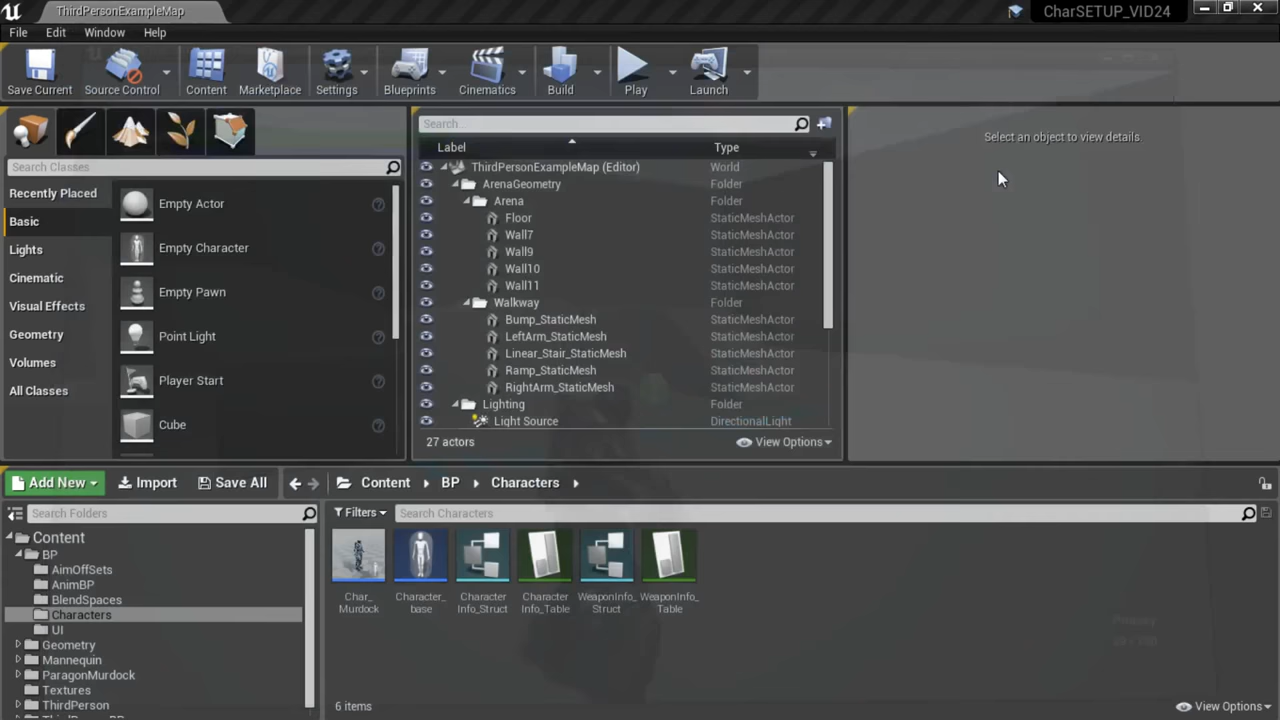 ThirdPersonExampleMap
CharSETUP_VID24
File Edit Window Help
Save Current Source Control Content Marketplace Settings Blueprints Cinematics Build Play Launch
Search Classes
Recently Placed
Basic
Lights
Cinematic
Visual Effects
Geometry
Volumes
All Classes
Empty Actor
Empty Character
Empty Pawn
Point Light
Player Start
Cube
Search...
Label Type
ThirdPersonExampleMap (Editor) World
ArenaGeometry Folder
Arena Folder
Floor StaticMeshActor
Wall7 StaticMeshActor
Wall9 StaticMeshActor
Wall10 StaticMeshActor
Wall11 StaticMeshActor
Walkway Folder
Bump_StaticMesh StaticMeshActor
LeftArm_StaticMesh StaticMeshActor
Linear_Stair_StaticMesh StaticMeshActor
Ramp_StaticMesh StaticMeshActor
RightArm_StaticMesh StaticMeshActor
Lighting Folder
Light Source DirectionalLight
27 actors View Options
Select an object to view details.
Add New Import Save All Content BP Characters
Search Folders
Content
BP
AimOffSets
AnimBP
BlendSpaces
Characters
UI
Geometry
Mannequin
ParagonMurdock
Textures
ThirdPerson
Filters Search Characters
Char_
Murdock
Character_
base
Character
Info_Struct
Character
Info_Table
WeaponInfo_
Struct
WeaponInfo_
Table
6 items View Options